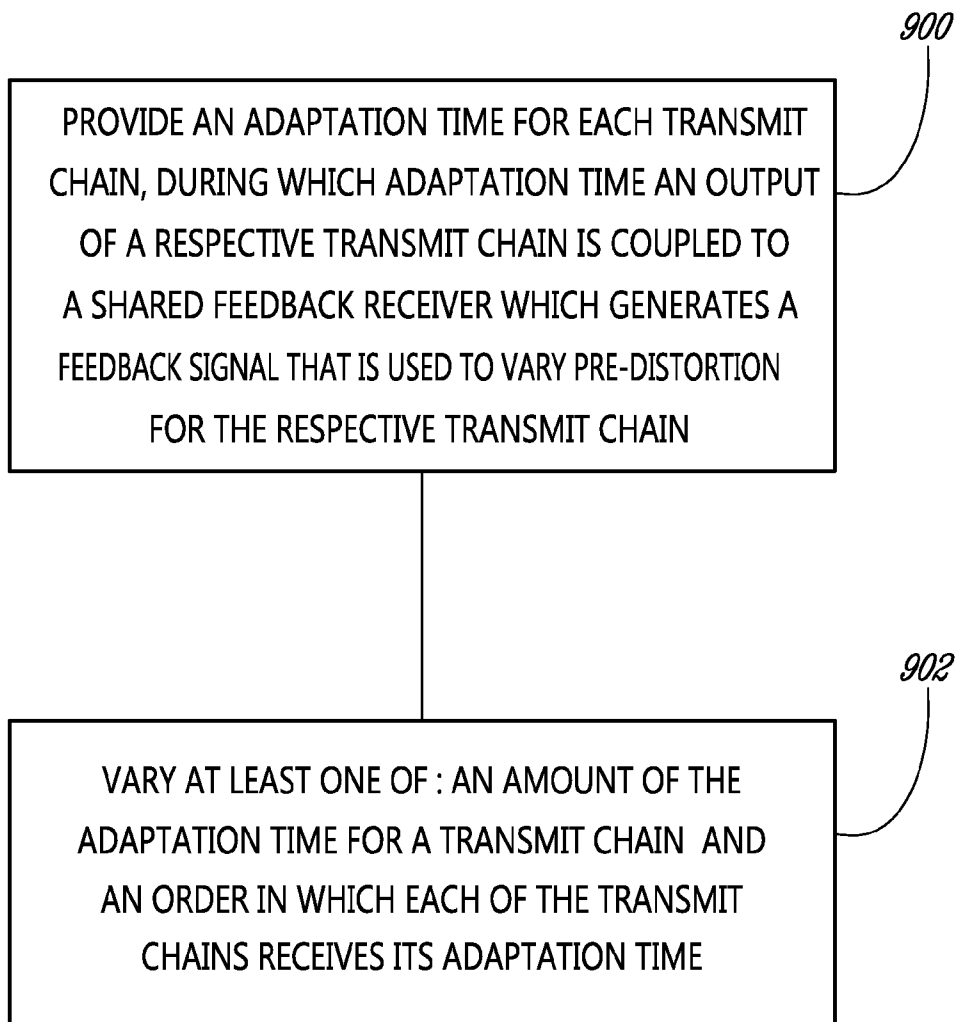 900
PROVIDE AN ADAPTATION TIME FOR EACH TRANSMIT
CHAIN, DURING WHICH ADAPTATION TIME AN OUTPUT
OF A RESPECTIVE TRANSMIT CHAIN IS COUPLED TO
A SHARED FEEDBACK RECEIVER WHICH GENERATES A
FEEDBACK SIGNAL THAT IS USED TO VARY PRE-DISTORTION
FOR THE RESPECTIVE TRANSMIT CHAIN
902
VARY AT LEAST ONE OF : AN AMOUNT OF THE
ADAPTATION TIME FOR A TRANSMIT CHAIN AND
AN ORDER IN WHICH EACH OF THE TRANSMIT
CHAINS RECEIVES ITS ADAPTATION TIME